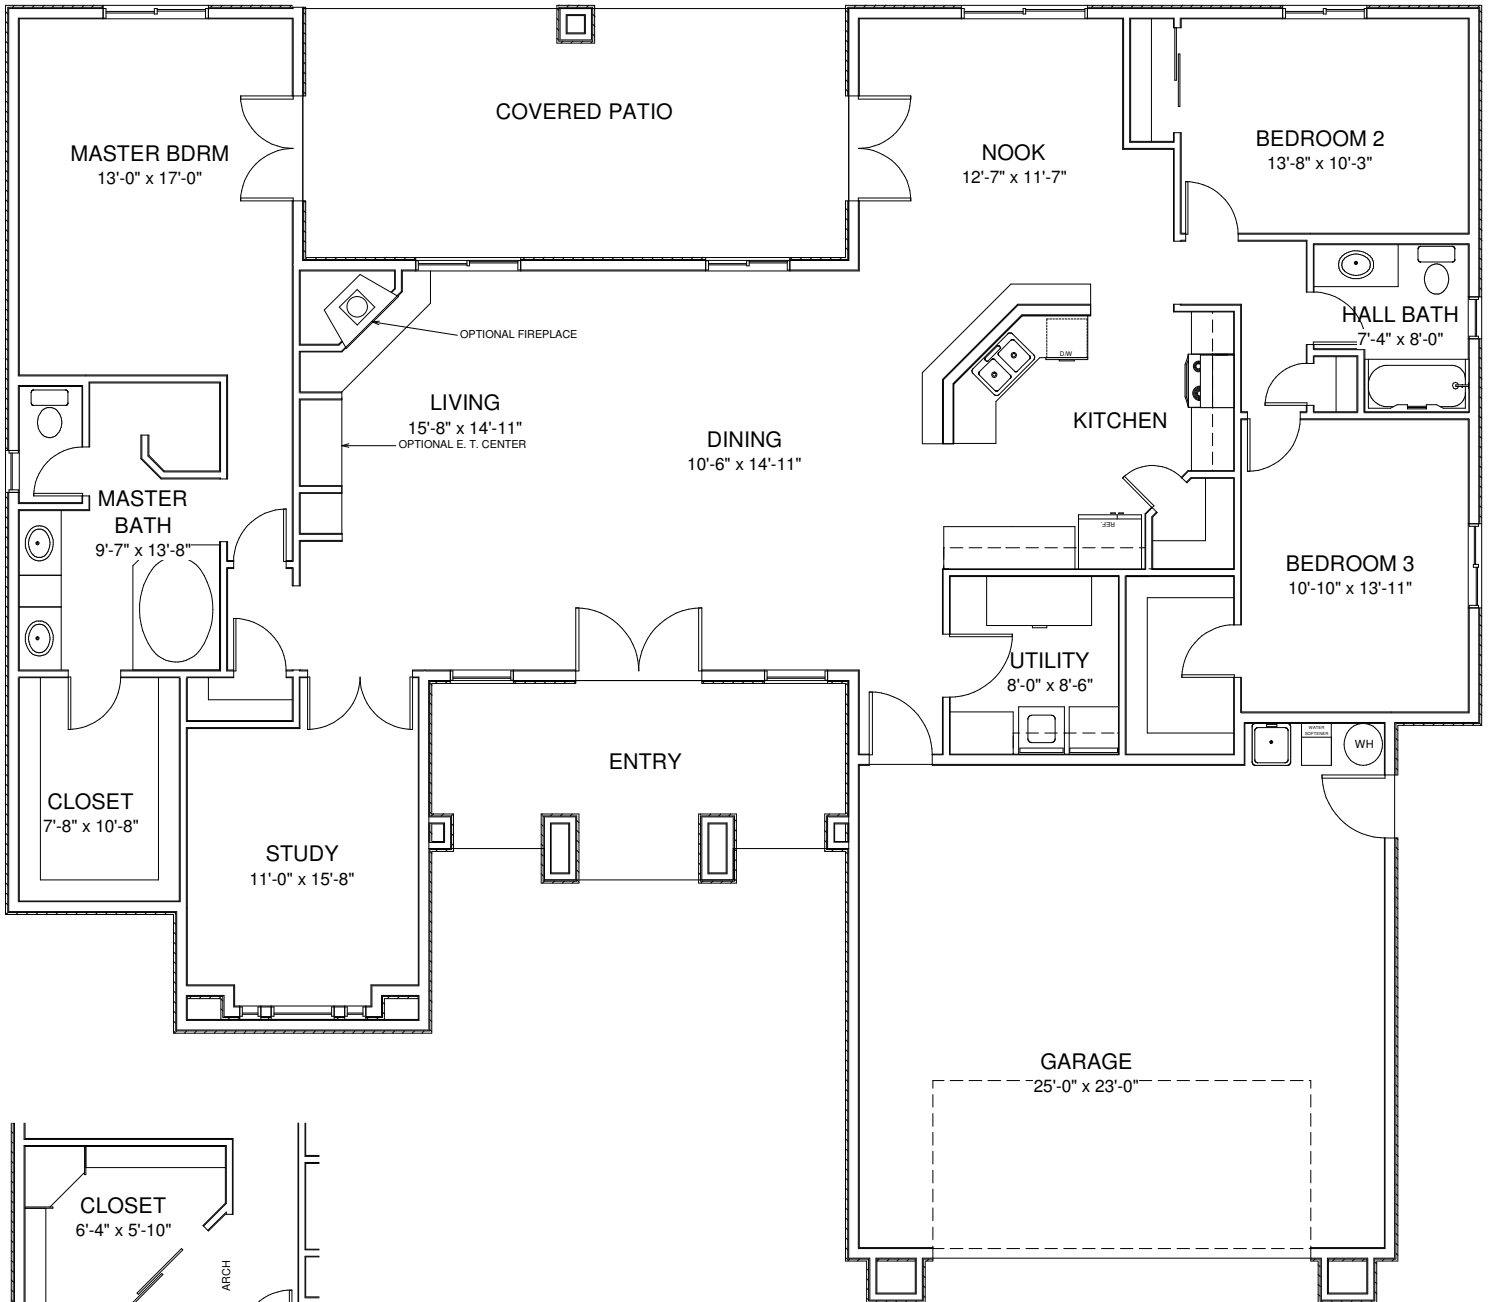 COVERED PATIO
MASTER BDRM
13'-0" x 17'-0"
NOOK
12'-7" x 11'-7"
BEDROOM 2
13'-8" x 10'-3"
HALL BATH
7'-4" x 8'-0"
OPTIONAL FIREPLACE
D/W
LIVING
15'-8" x 14'-11"
OPTIONAL E. T. CENTER
DINING
10'-6" x 14'-11"
KITCHEN
MASTER
BATH
9'-7" x 13'-8"
REF.
BEDROOM 3
10'-10" x 13'-11"
UTILITY
8'-0" x 8'-6"
WATER
SOFTENER
WH
ENTRY
CLOSET
7'-8" x 10'-8"
STUDY
11'-0" x 15'-8"
GARAGE
25'-0" x 23'-0"
CLOSET
6'-4" x 5'-10"
ARCH